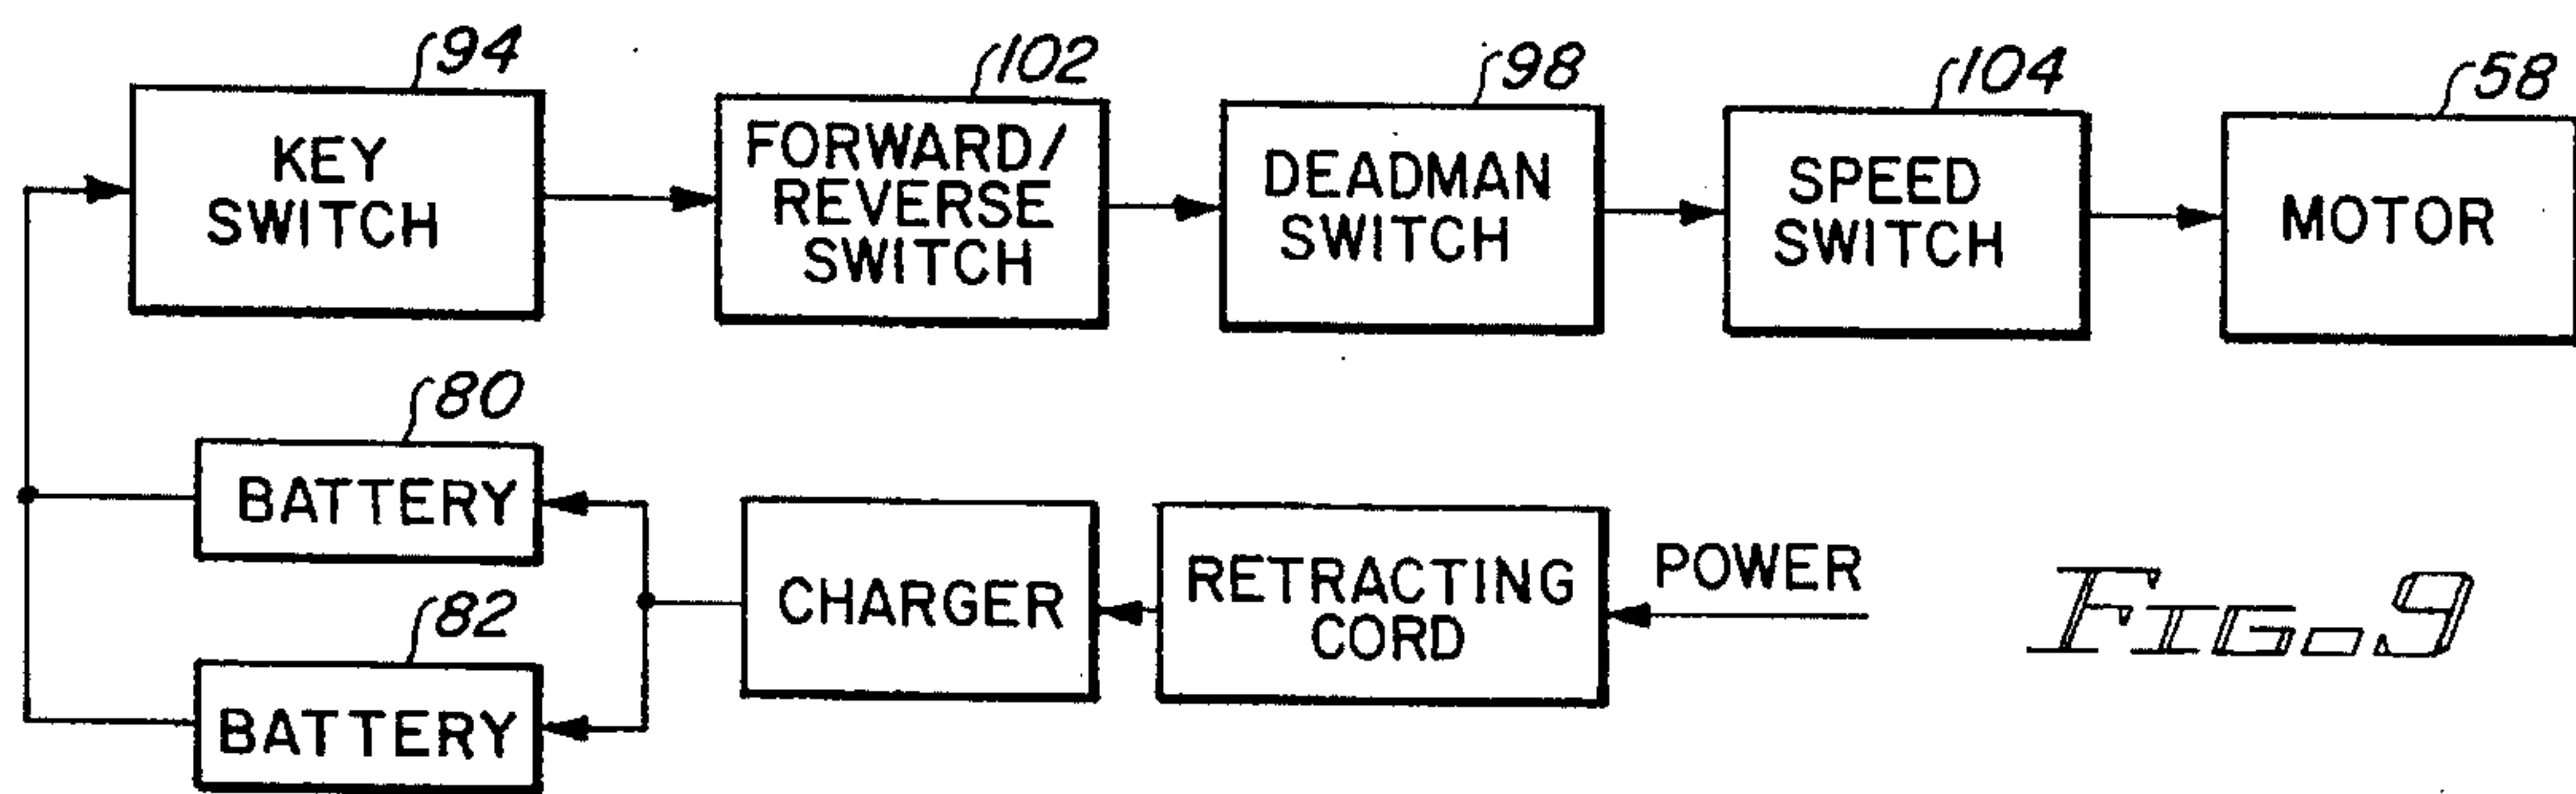 94
KEY
SWITCH
102
FORWARD/
REVERSE
SWITCH
98
DEADMAN
SWITCH
104
SPEED
SWITCH
58
MOTOR
80
BATTERY
82
BATTERY
CHARGER
RETRACTING
CORD
POWER
FIG. 9